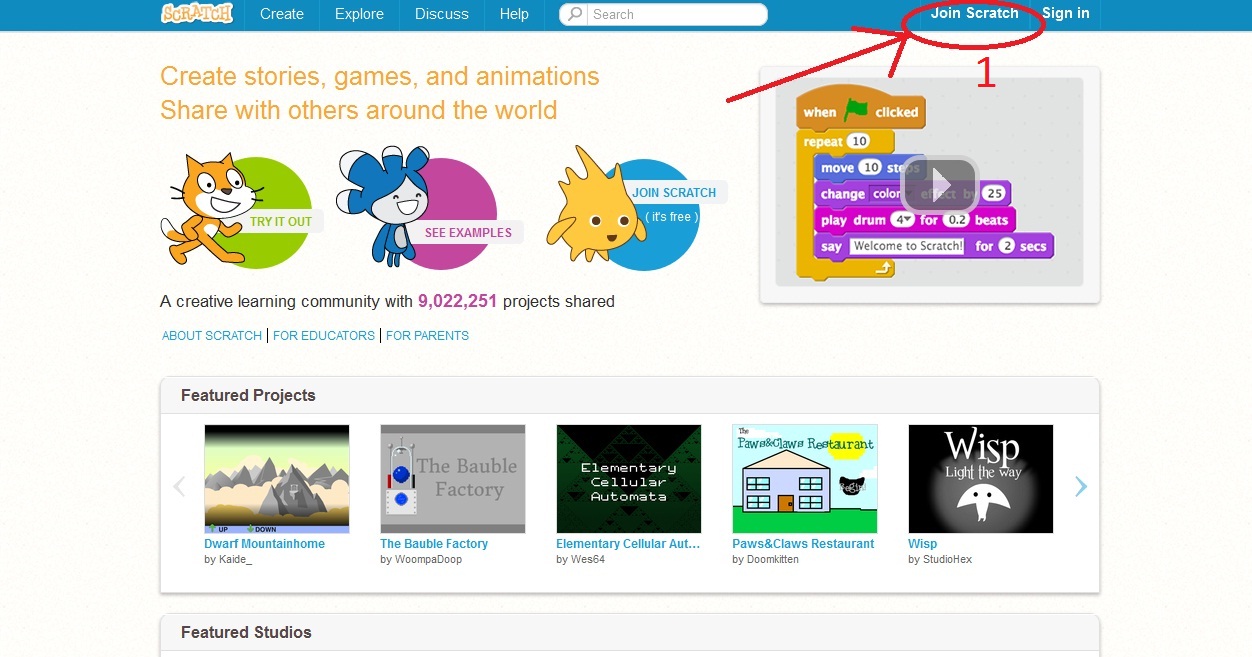 SCRATCH Create Explore Discuss Help Search Join Scratch Sign in
1
Create stories, games, and animations
Share with others around the world
TRY IT OUT
SEE EXAMPLES
JOIN SCRATCH
( it's free )
when clicked
repeat 10
move 10 steps
change color effect by 25
play drum 4 for 0.2 beats
say Welcome to Scratch! for 2 secs
A creative learning community with 9,022,251 projects shared
ABOUT SCRATCH | FOR EDUCATORS | FOR PARENTS
Featured Projects
UP DOWN
The Bauble
Factory
Elementary
Cellular
Automata
The
Paws&Claws Restaurant
Wisp
Light the way
Dwarf Mountainhome
by Kaide_
The Bauble Factory
by WoompaDoop
Elementary Cellular Aut...
by Wes64
Paws&Claws Restaurant
by Doomkitten
Wisp
by StudioHex
Featured Studios